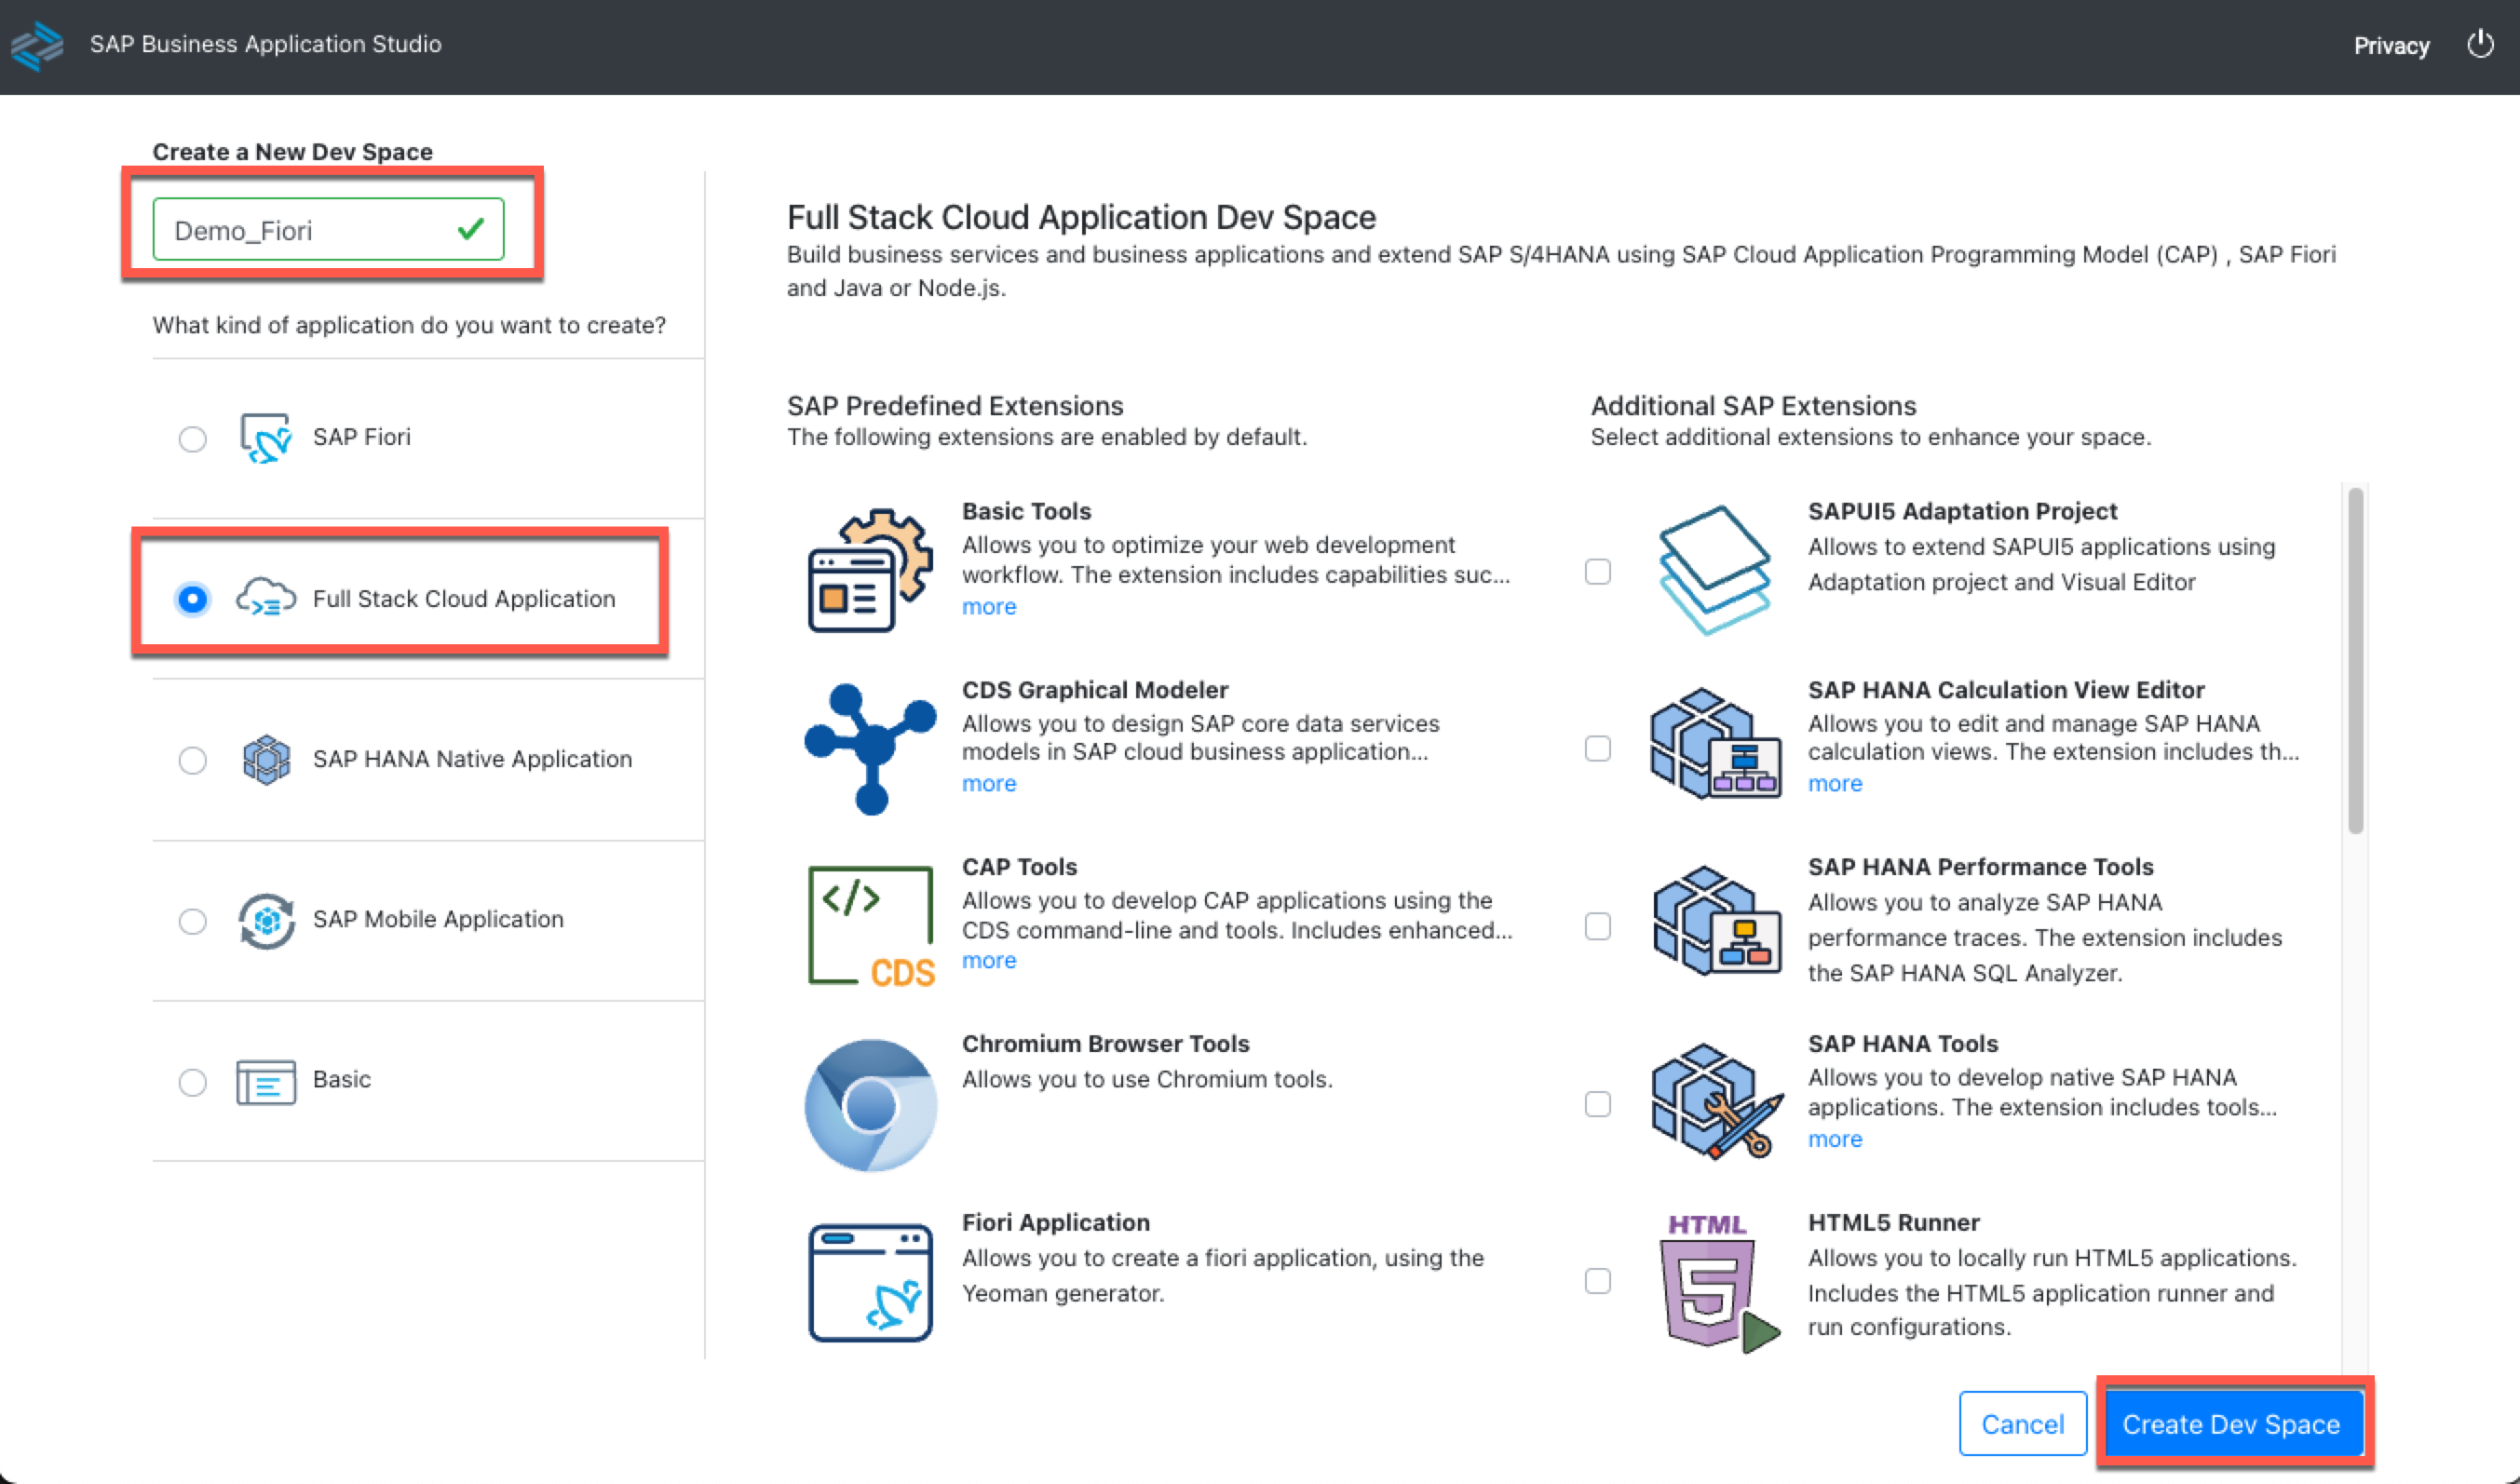 SAP Business Application Studio
Privacy
Create a New Dev Space
Demo_Fiori
What kind of application do you want to create?
SAP Fiori
Full Stack Cloud Application
SAP HANA Native Application
SAP Mobile Application
Basic
Full Stack Cloud Application Dev Space
Build business services and business applications and extend SAP S/4HANA using SAP Cloud Application Programming Model (CAP) , SAP Fiori
and Java or Node.js.
SAP Predefined Extensions
The following extensions are enabled by default.
Basic Tools
Allows you to optimize your web development
workflow. The extension includes capabilities suc...
more
CDS Graphical Modeler
Allows you to design SAP core data services
models in SAP cloud business application...
more
</>
CDS
CAP Tools
Allows you to develop CAP applications using the
CDS command-line and tools. Includes enhanced...
more
Chromium Browser Tools
Allows you to use Chromium tools.
Fiori Application
Allows you to create a fiori application, using the
Yeoman generator.
Additional SAP Extensions
Select additional extensions to enhance your space.
SAPUI5 Adaptation Project
Allows to extend SAPUI5 applications using
Adaptation project and Visual Editor
SAP HANA Calculation View Editor
Allows you to edit and manage SAP HANA
calculation views. The extension includes th...
more
SAP HANA Performance Tools
Allows you to analyze SAP HANA
performance traces. The extension includes
the SAP HANA SQL Analyzer.
SAP HANA Tools
Allows you to develop native SAP HANA
applications. The extension includes tools...
more
HTML
5
HTML5 Runner
Allows you to locally run HTML5 applications.
Includes the HTML5 application runner and
run configurations.
Cancel
Create Dev Space